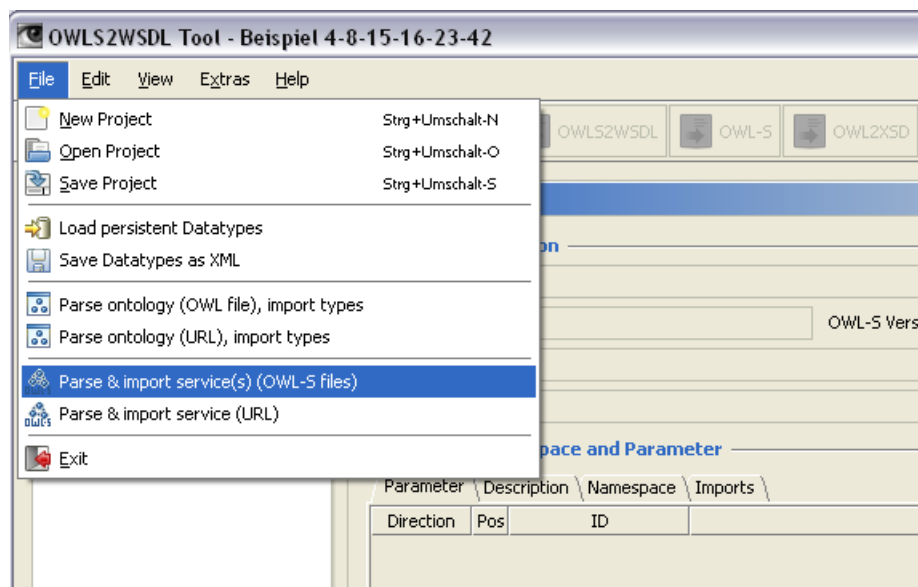 OWLS2WSDL Tool - Beispiel 4-8-15-16-23-42
File Edit View Extras Help
New Project Strg+Umschalt-N
Open Project Strg+Umschalt-O
Save Project Strg+Umschalt-S
Load persistent Datatypes
Save Datatypes as XML
Parse ontology (OWL file), import types
Parse ontology (URL), import types
Parse & import service(s) (OWL-S files)
Parse & import service (URL)
Exit
OWLS2WSDL OWL-S OWL2XSD
on
OWL-S Vers
pace and Parameter
Parameter Description Namespace Imports
Direction Pos ID